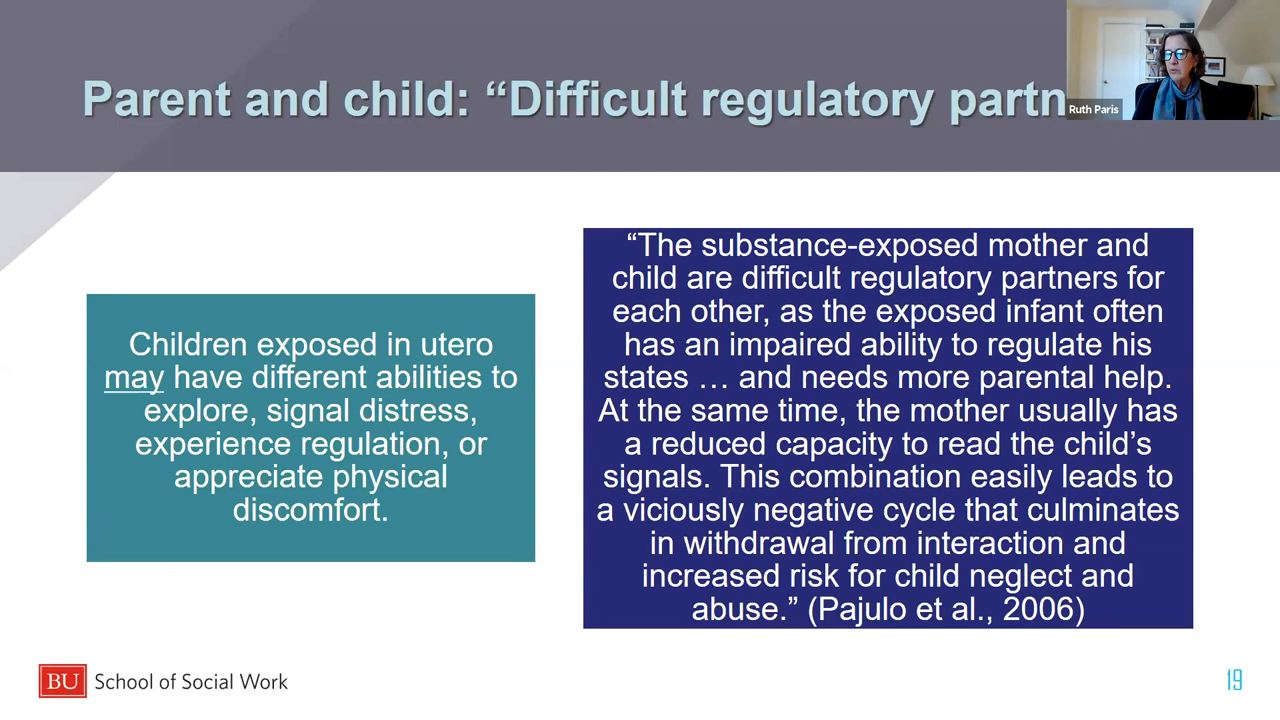 Parent and child: “Difficult regulatory partn
Ruth Paris
Children exposed in utero
may have different abilities to
explore, signal distress,
experience regulation, or
appreciate physical
discomfort.
“The substance-exposed mother and
child are difficult regulatory partners for
each other, as the exposed infant often
has an impaired ability to regulate his
states … and needs more parental help.
At the same time, the mother usually has
a reduced capacity to read the child’s
signals. This combination easily leads to
a viciously negative cycle that culminates
in withdrawal from interaction and
increased risk for child neglect and
abuse.” (Pajulo et al., 2006)
BU School of Social Work
19